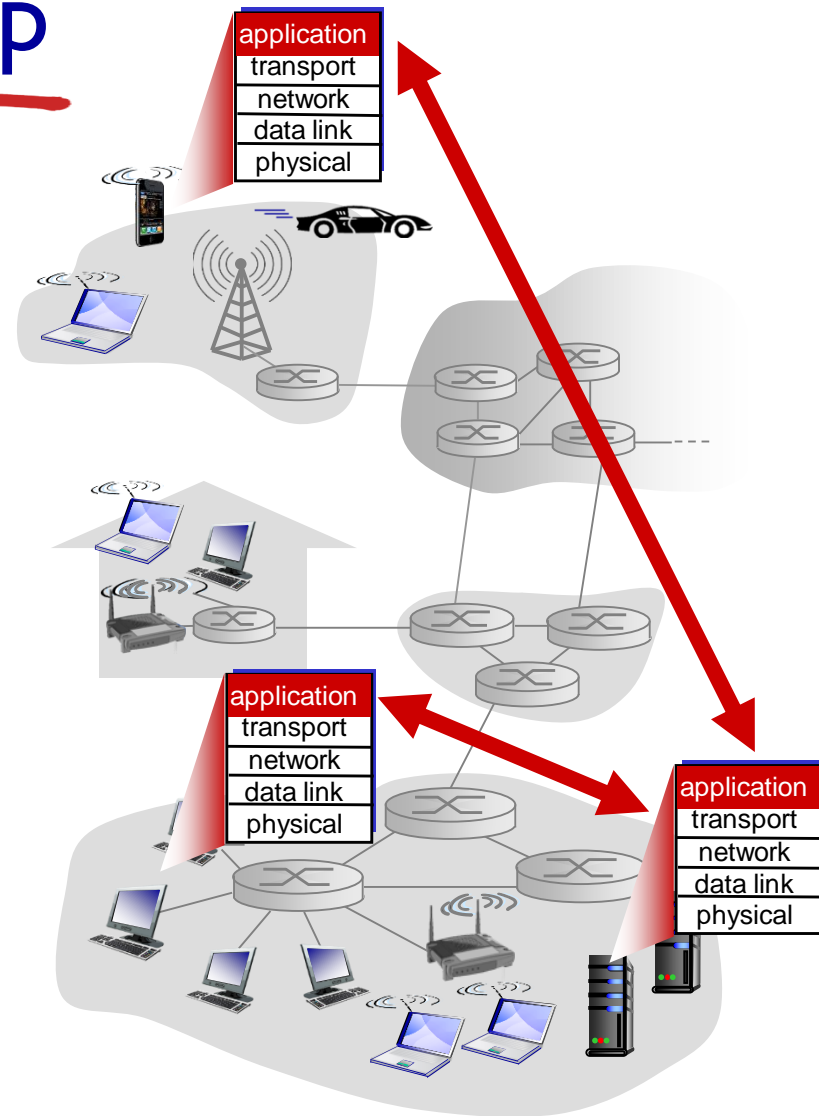 p
application
transport
network
data link
physical
application
transport
network
data link
physical
application
transport
network
data link
physical